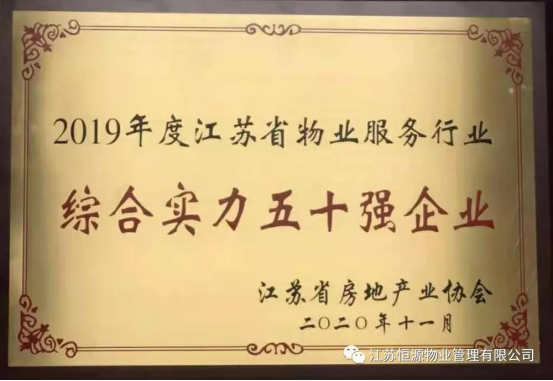 2019年度江苏省物业服务行业
综合实力五十强企业
江苏省房地产业协会
二〇二〇年十一月
江苏恒源物业管理有限公司